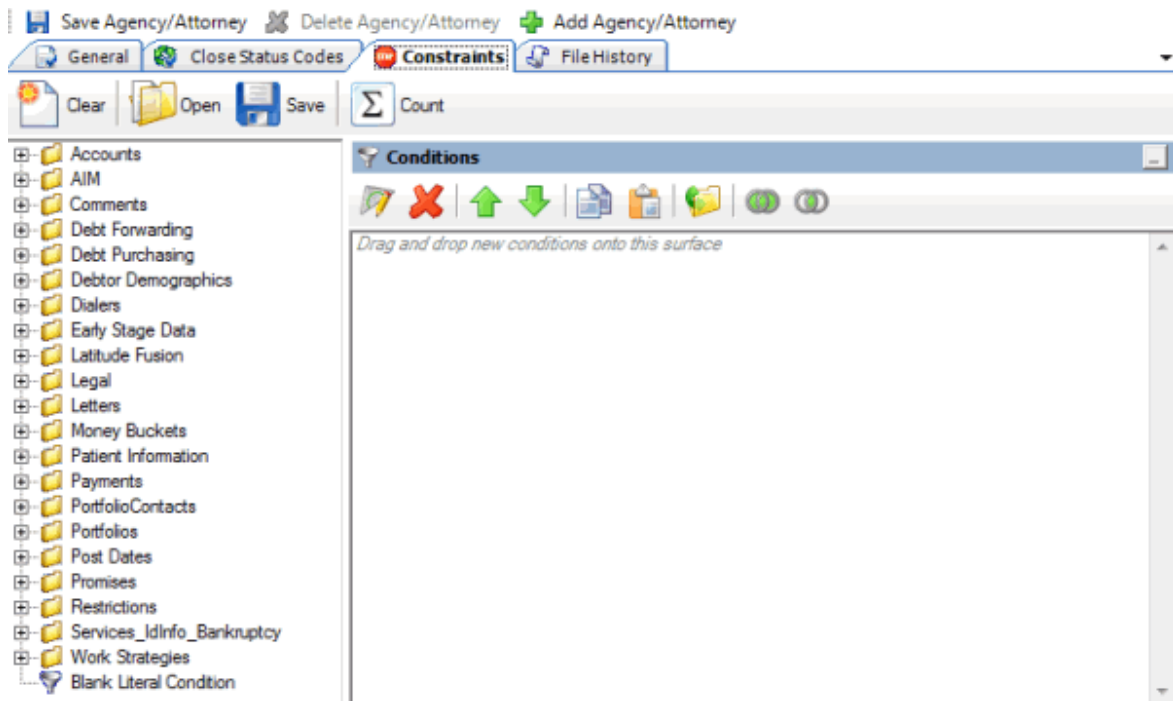 Save Agency/Attorney Delete Agency/Attorney Add Agency/Attorney
General Close Status Codes Constraints File History
Clear Open Save Σ Count
Accounts
AIM
Comments
Debt Forwarding
Debt Purchasing
Debtor Demographics
Dialers
Early Stage Data
Latitude Fusion
Legal
Letters
Money Buckets
Patient Information
Payments
PortfolioContacts
Portfolios
Post Dates
Promises
Restrictions
Services_IdInfo_Bankruptcy
Work Strategies
Blank Literal Condition
Conditions
Drag and drop new conditions onto this surface